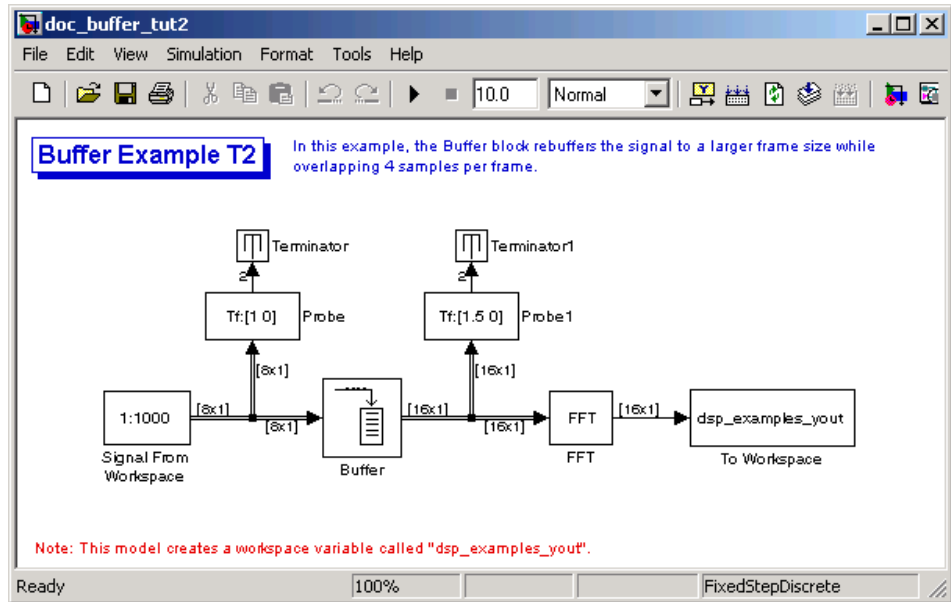 doc_buffer_tut2
File Edit View Simulation Format Tools Help
10.0 Normal
Buffer Example T2
In this example, the Buffer block rebuffers the signal to a larger frame size while
overlapping 4 samples per frame.
Terminator
Terminator1
2
2
Tf:[1 0]
Probe
Tf:[1.5 0]
Probe1
[8x1]
[16x1]
1:1000
[8x1]
[8x1]
[16x1]
[16x1]
FFT
[16x1]
dsp_examples_yout
Signal From
Workspace
Buffer
FFT
To Workspace
Note: This model creates a workspace variable called "dsp_examples_yout".
Ready
100%
FixedStepDiscrete